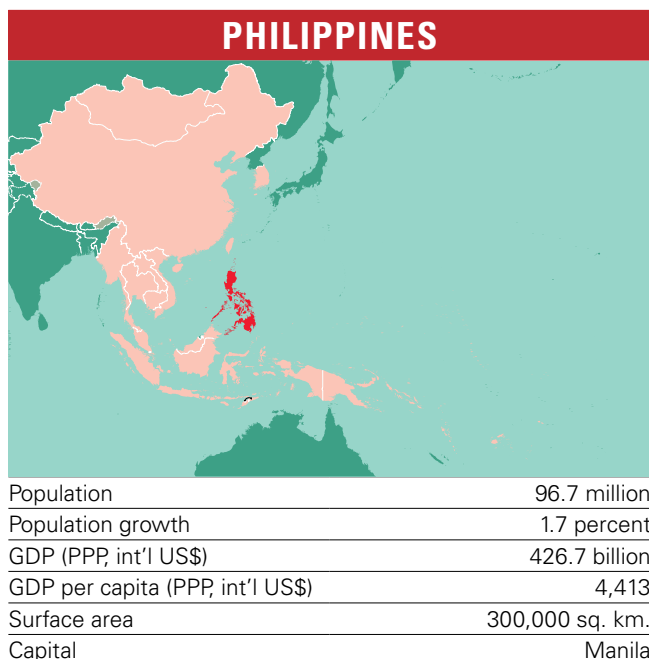 PHILIPPINES
Population 96.7 million
Population growth 1.7 percent
GDP (PPP, int'l US$) 426.7 billion
GDP per capita (PPP, int'l US$) 4,413
Surface area 300,000 sq. km.
Capital Manila